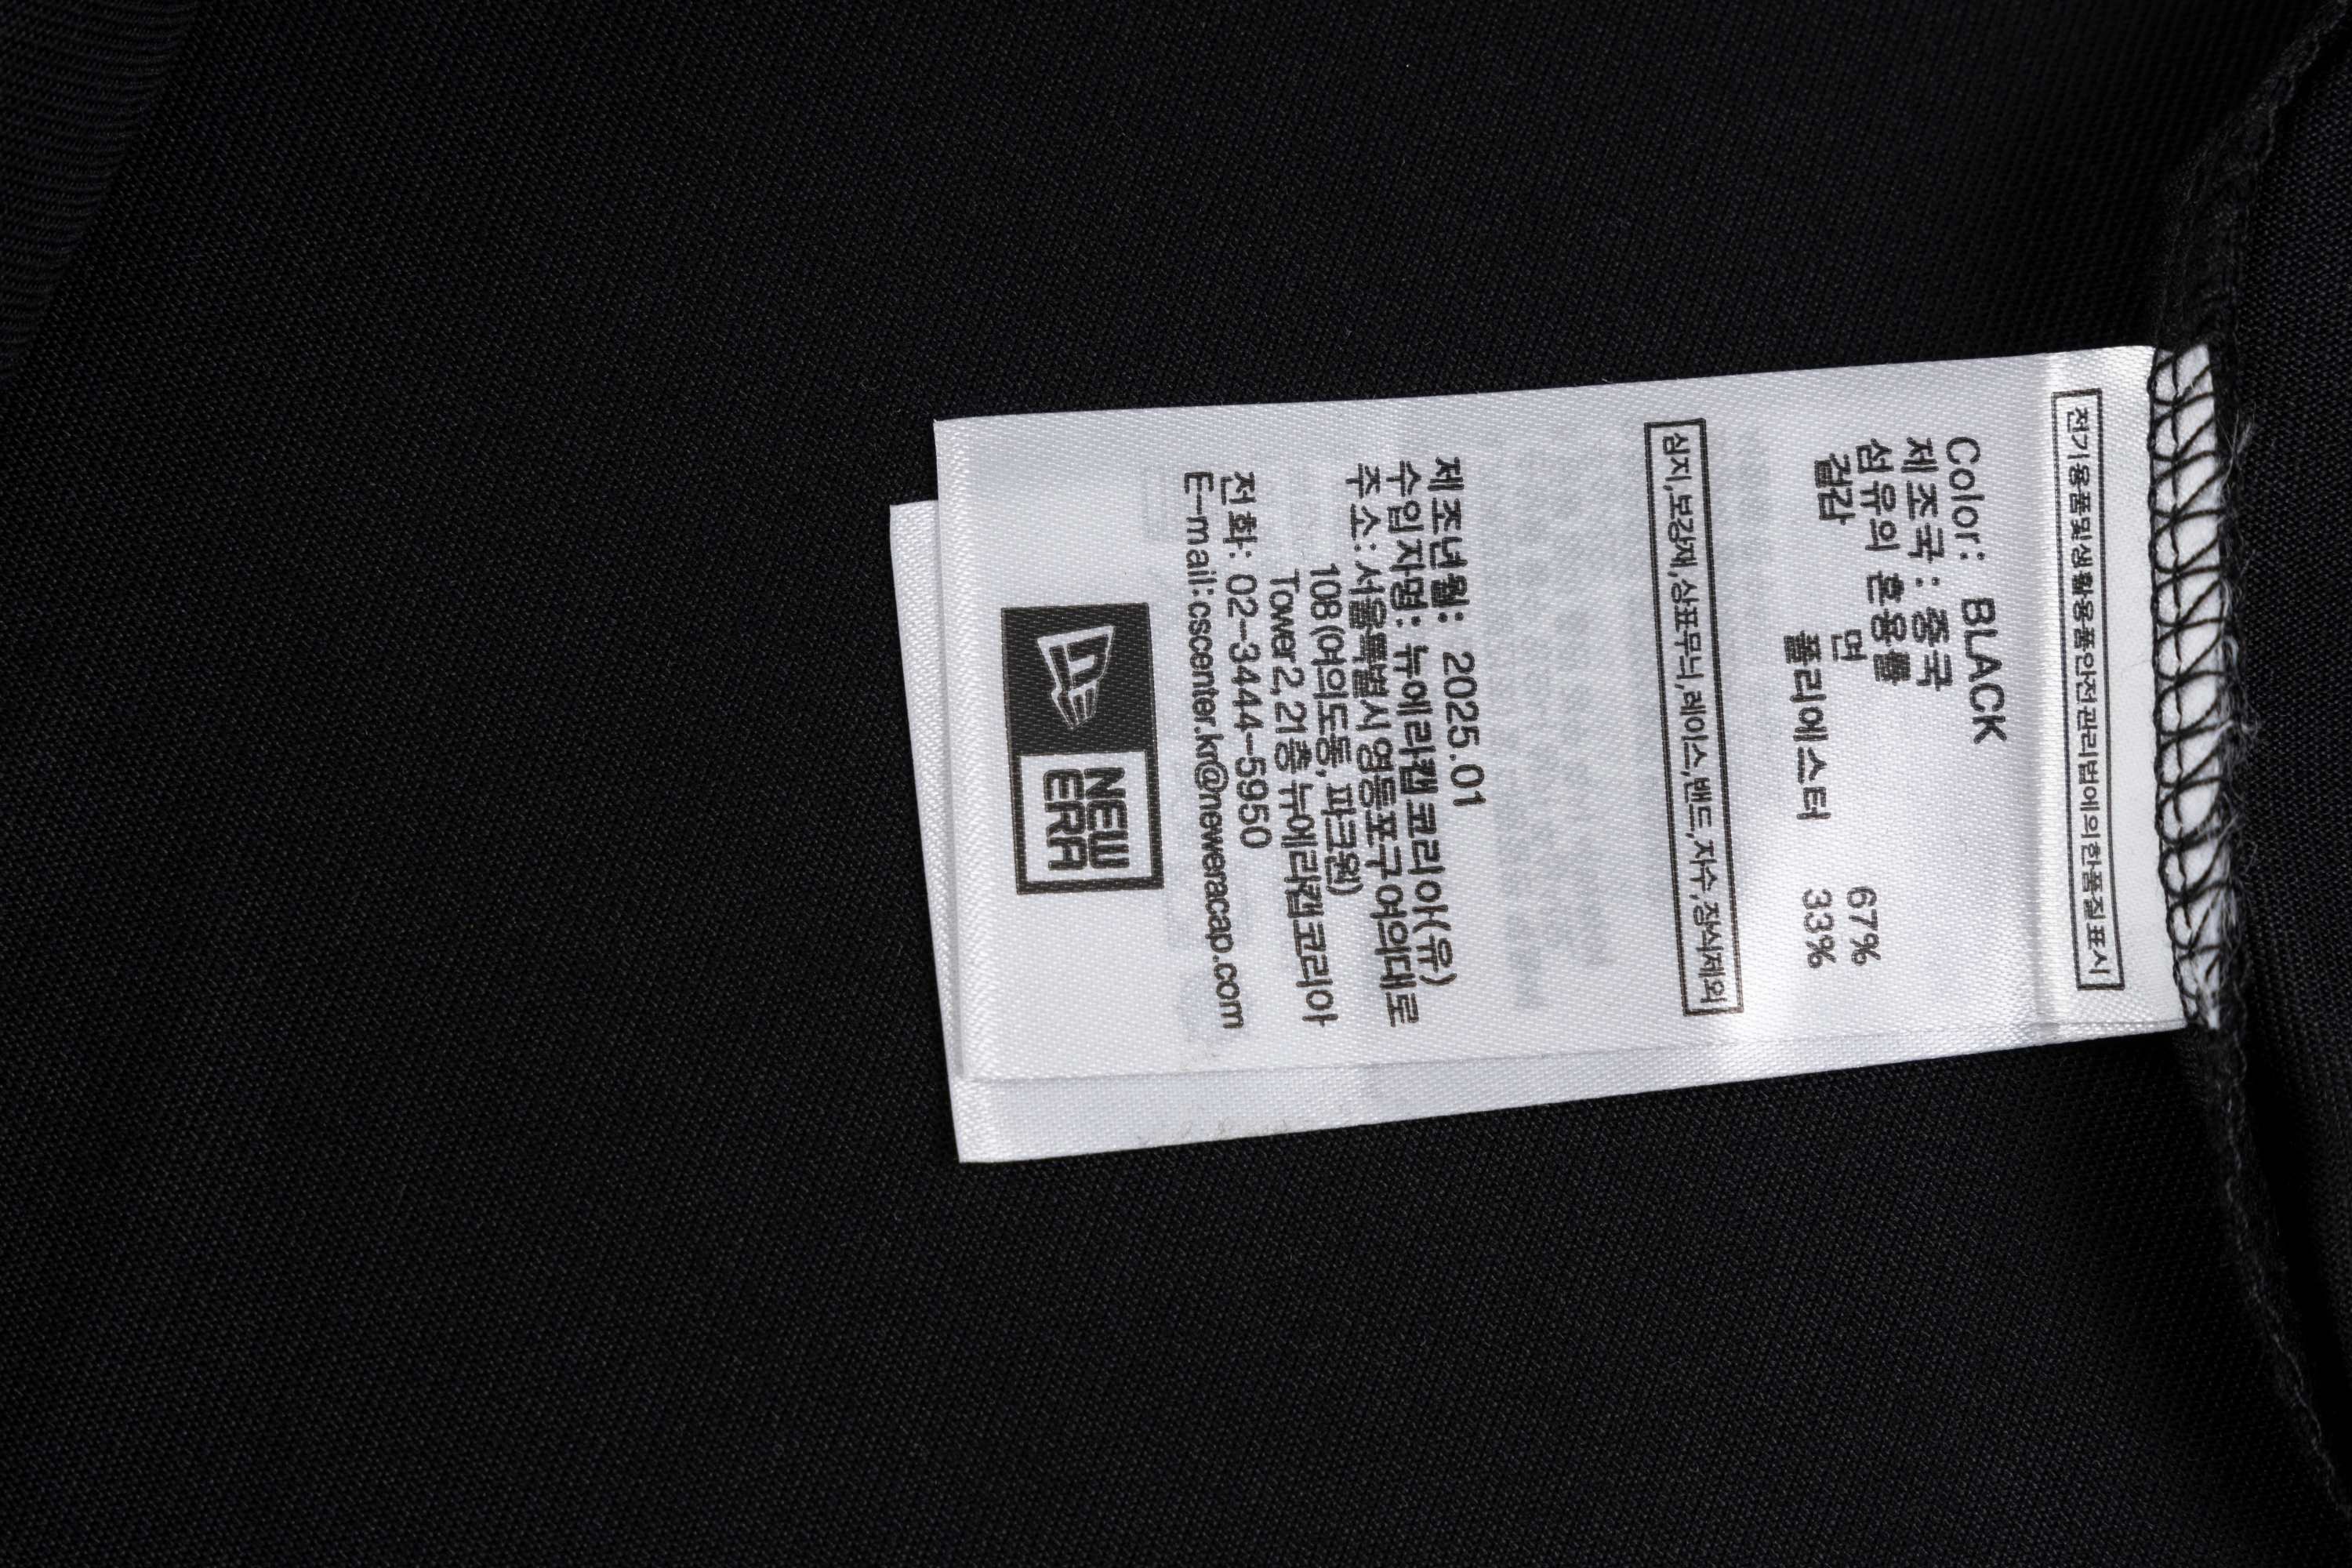 전기용품및생활용품안전관리법에의한품질표시
Color: BLACK
제조국 : 중국
섬유의 혼용률
겉감 면 67%
폴리에스터 33%
심지,보강재,상표무늬,레이스,밴드,자수,장식제외
제조년월: 2025.01
수입자명: 뉴에라캡코리아(유)
주소:서울특별시 영등포구 여의대로
108 (여의도동, 파크원)
Tower 2, 21층 뉴에라캡코리아
전화: 02-3444-5950
E-mail:cscenter.kr@neweracap.com
NEW
ERA